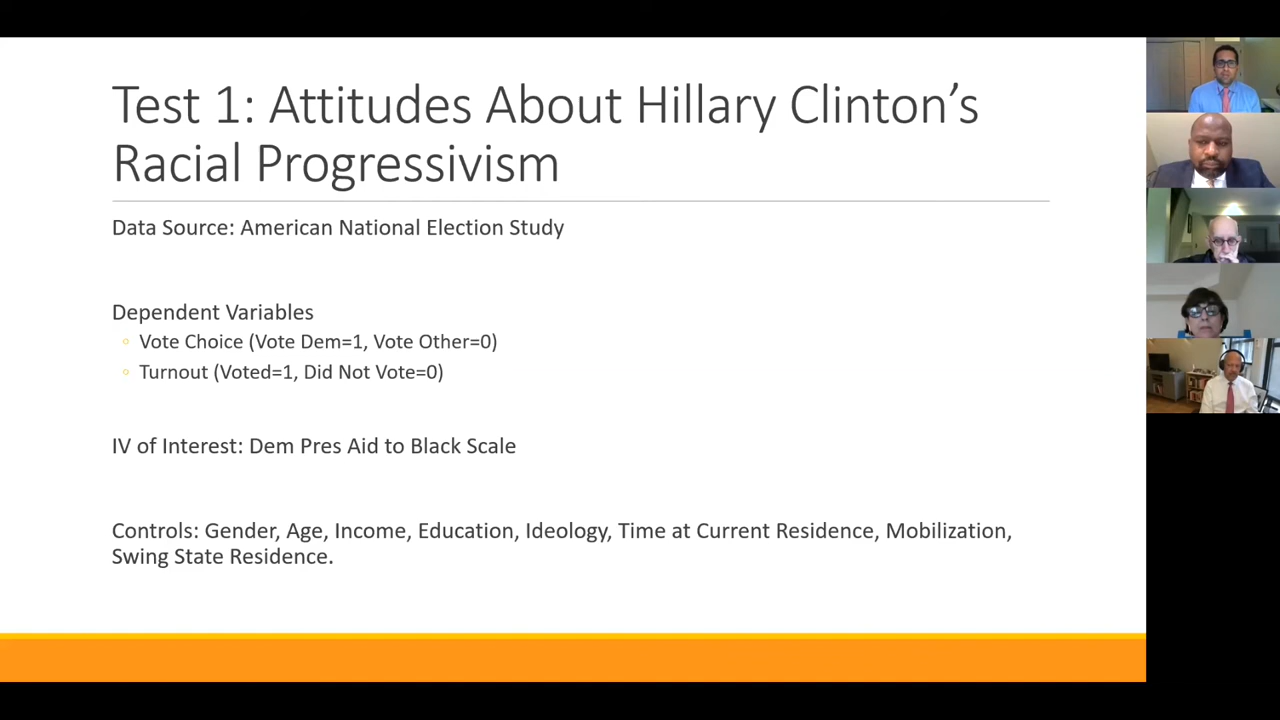 Test 1: Attitudes About Hillary Clinton’s
Racial Progressivism
Data Source: American National Election Study
Dependent Variables
◦ Vote Choice (Vote Dem=1, Vote Other=0)
◦ Turnout (Voted=1, Did Not Vote=0)
IV of Interest: Dem Pres Aid to Black Scale
Controls: Gender, Age, Income, Education, Ideology, Time at Current Residence, Mobilization,
Swing State Residence.